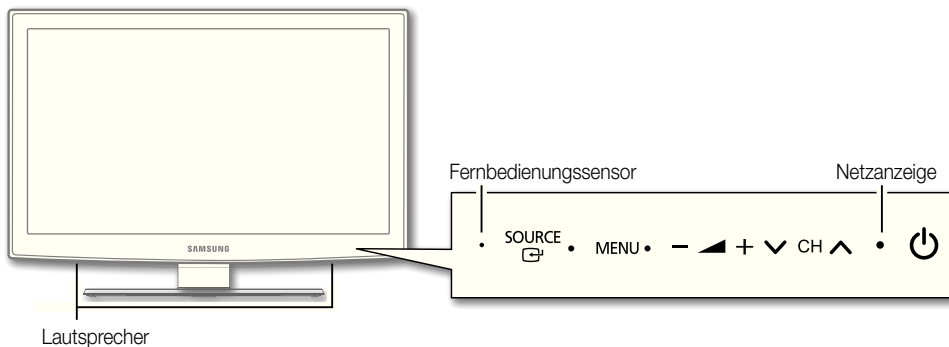 Fernbedienungssensor
Netzanzeige
SOURCE
MENU
CH
SAMSUNG
Lautsprecher